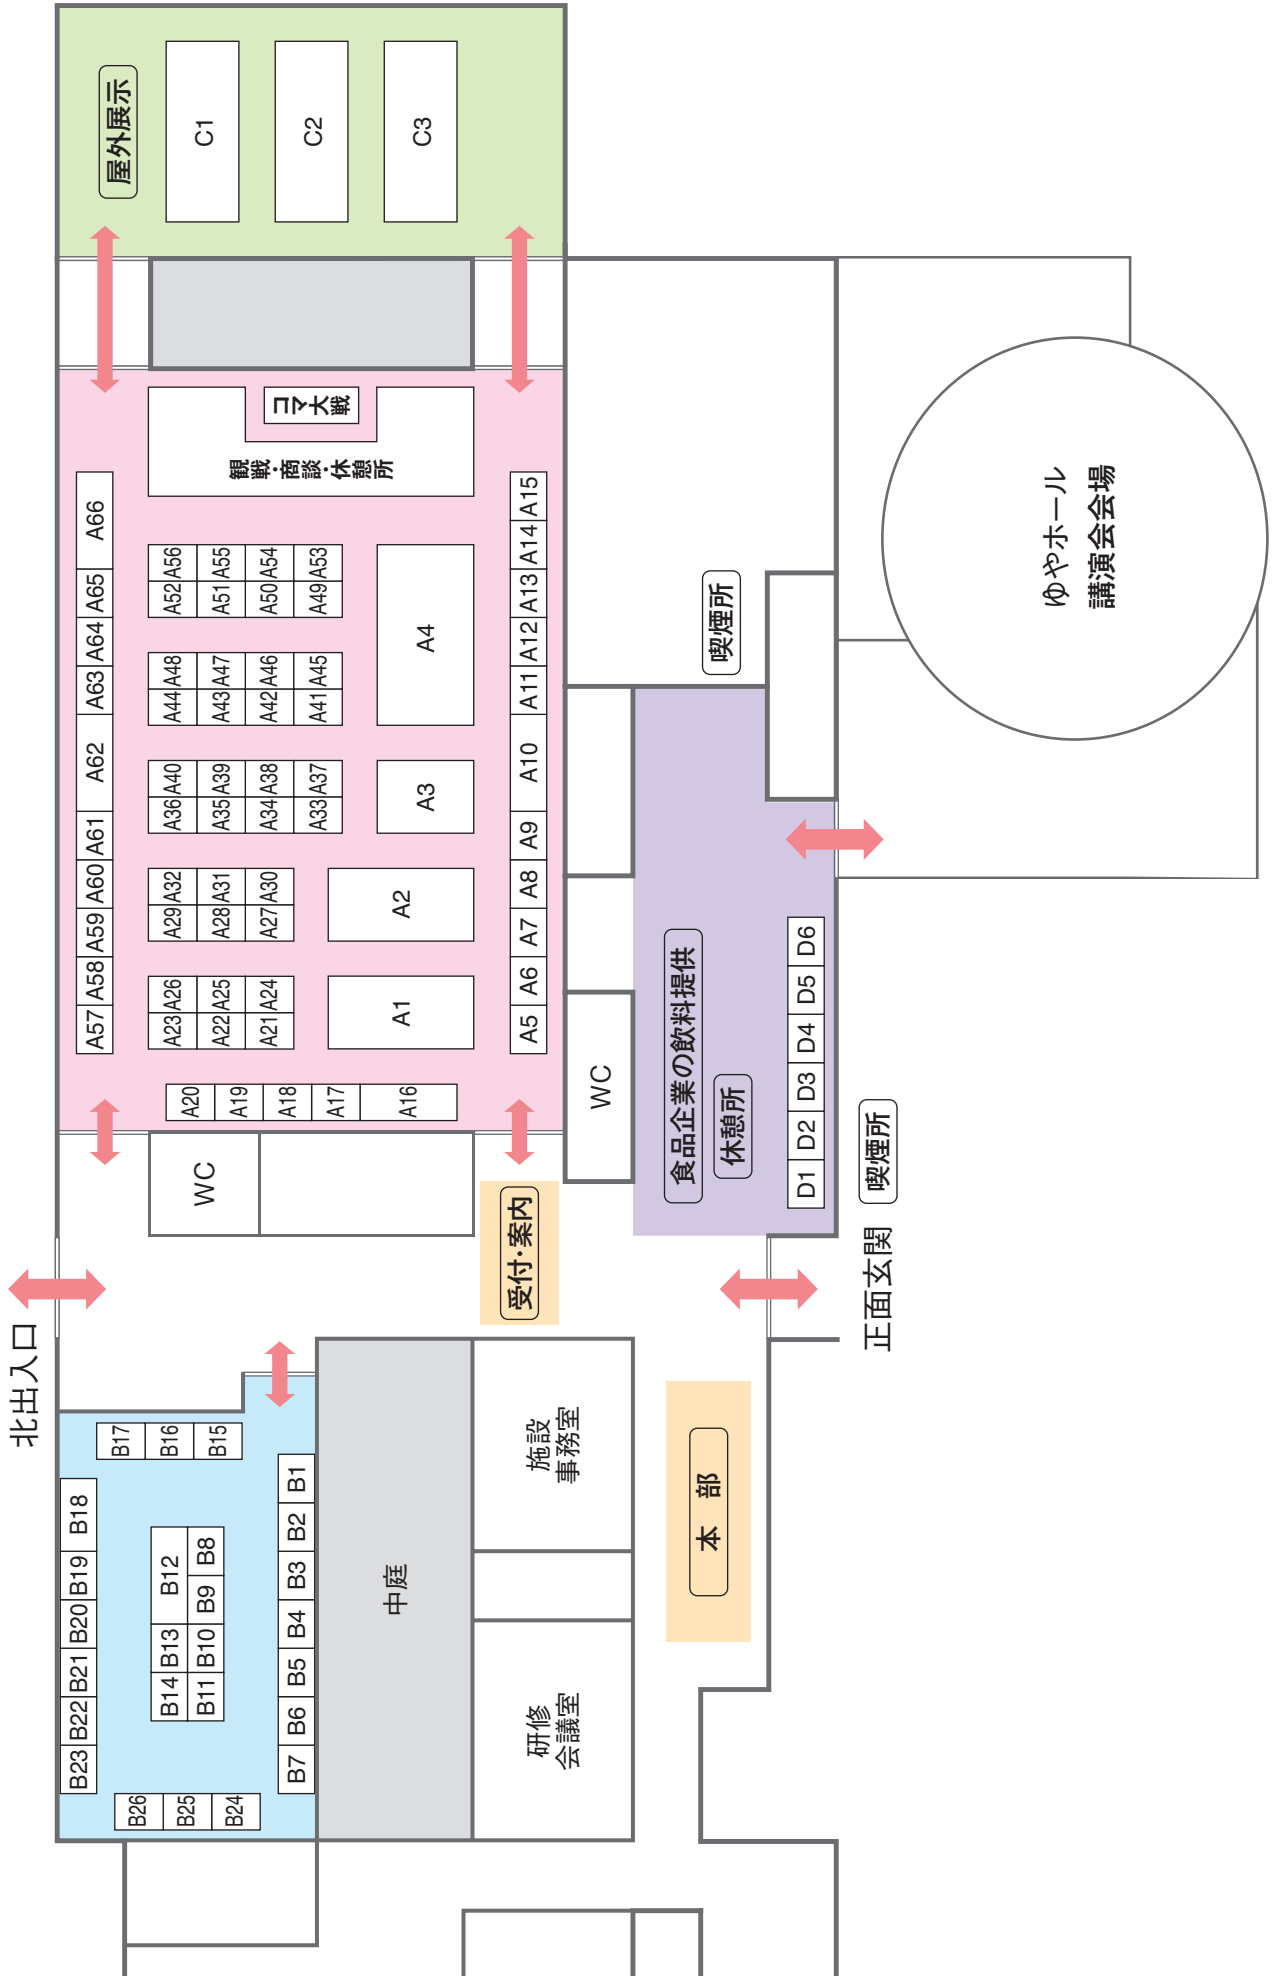 北出入口
B23
B22
B21
B20
B19
B18
B17
B16
B15
B26
B25
B24
B14
B13
B12
B11
B10
B9
B8
B7
B6
B5
B4
B3
B2
B1
中庭
研修
会議室
施設
事務室
本 部
受付・案内
正面玄関
喫煙所
WC
WC
A57
A58
A59
A60
A61
A62
A63
A64
A65
A66
A20
A19
A18
A17
A16
A23
A26
A22
A25
A21
A24
A29
A32
A28
A31
A27
A30
A36
A40
A35
A39
A34
A38
A33
A37
A44
A48
A43
A47
A42
A46
A41
A45
A52
A56
A51
A55
A50
A54
A49
A53
A1
A2
A3
A4
A5
A6
A7
A8
A9
A10
A11
A12
A13
A14
A15
観戦・商談・休憩所
コマ大戦
屋外展示
C1
C2
C3
食品企業の飲料提供
休憩所
D1
D2
D3
D4
D5
D6
喫煙所
ゆやホール
講演会会場